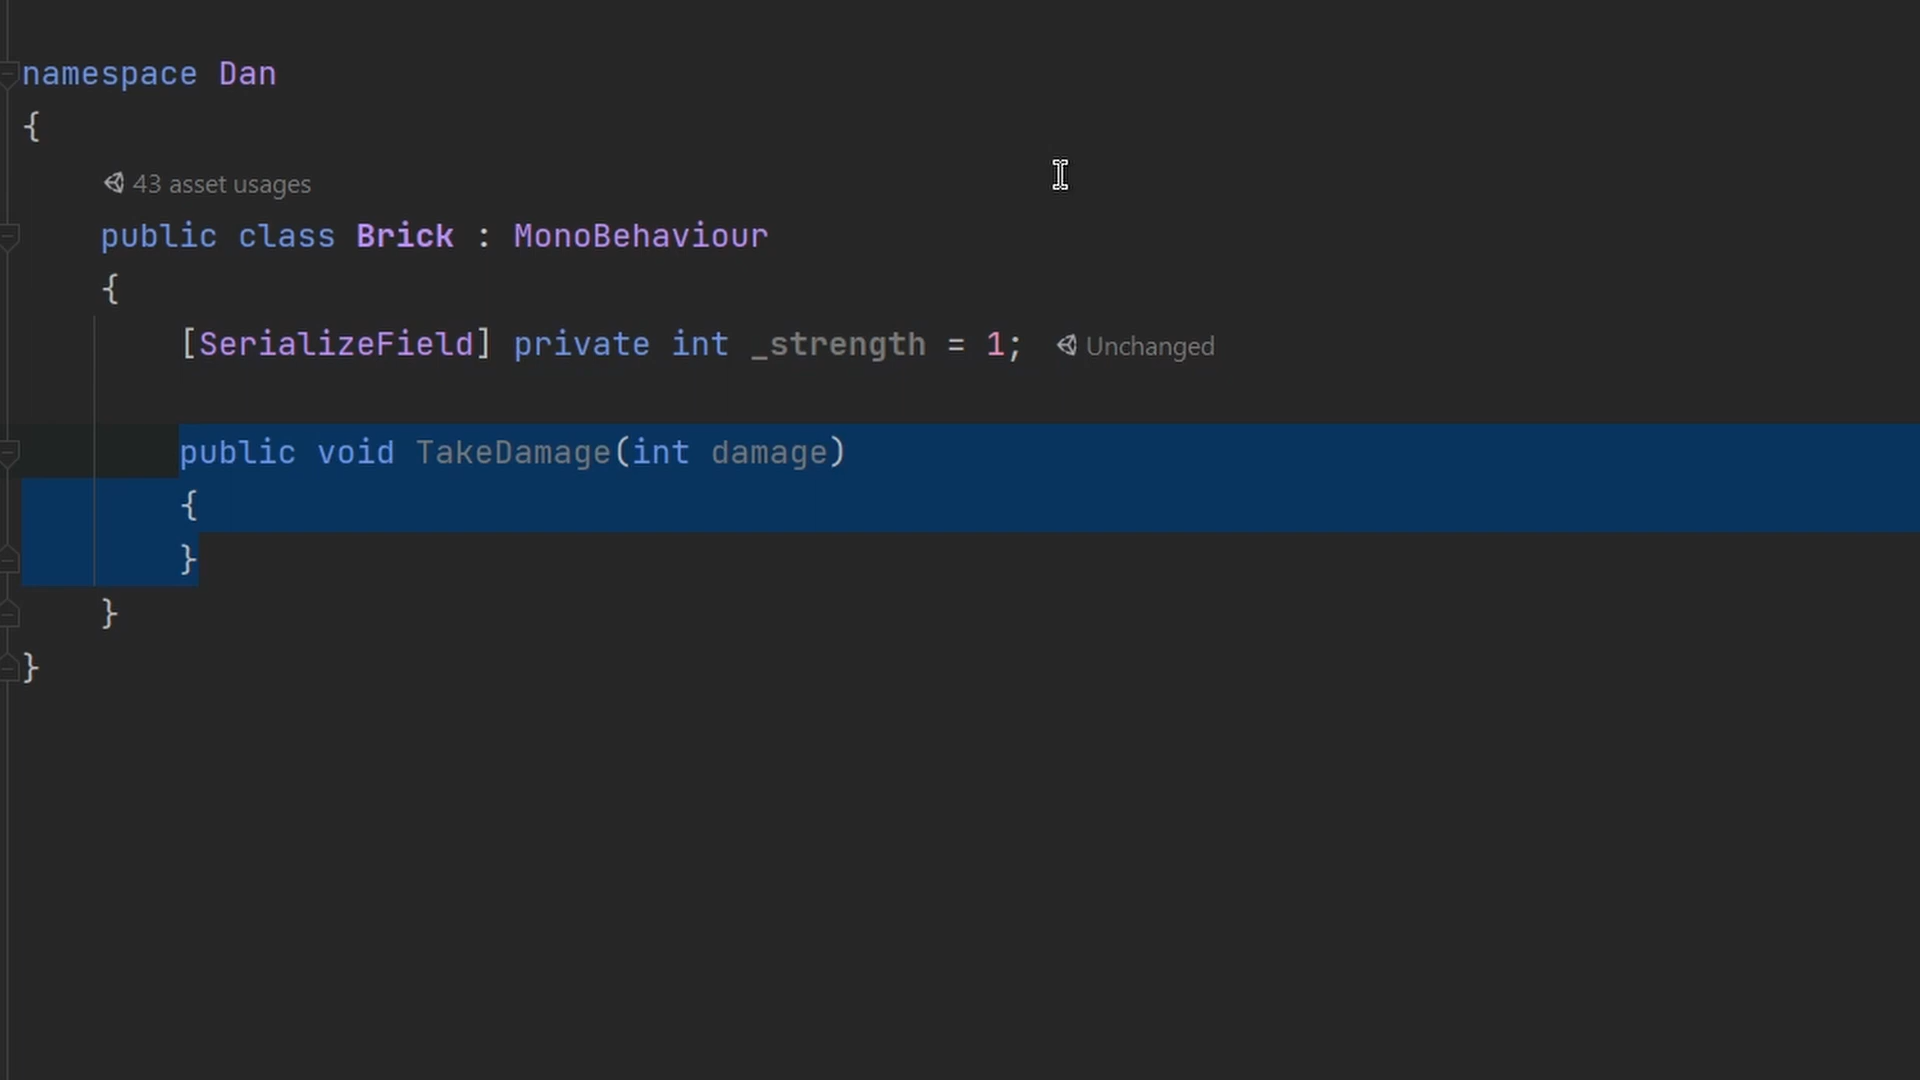 namespace Dan
{
43 asset usages
public class Brick : MonoBehaviour
{
[SerializeField] private int _strength = 1; Unchanged
public void TakeDamage(int damage)
{
}
}
}